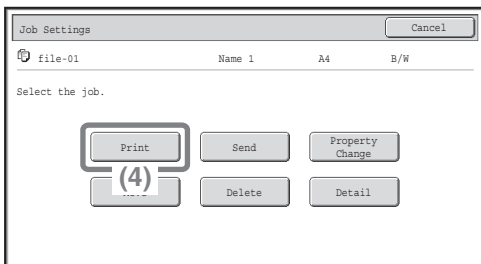 Job Settings Cancel
file-01 Name 1 A4 B/W
Select the job.
Print Send Property
Change
(4)
Delete Detail